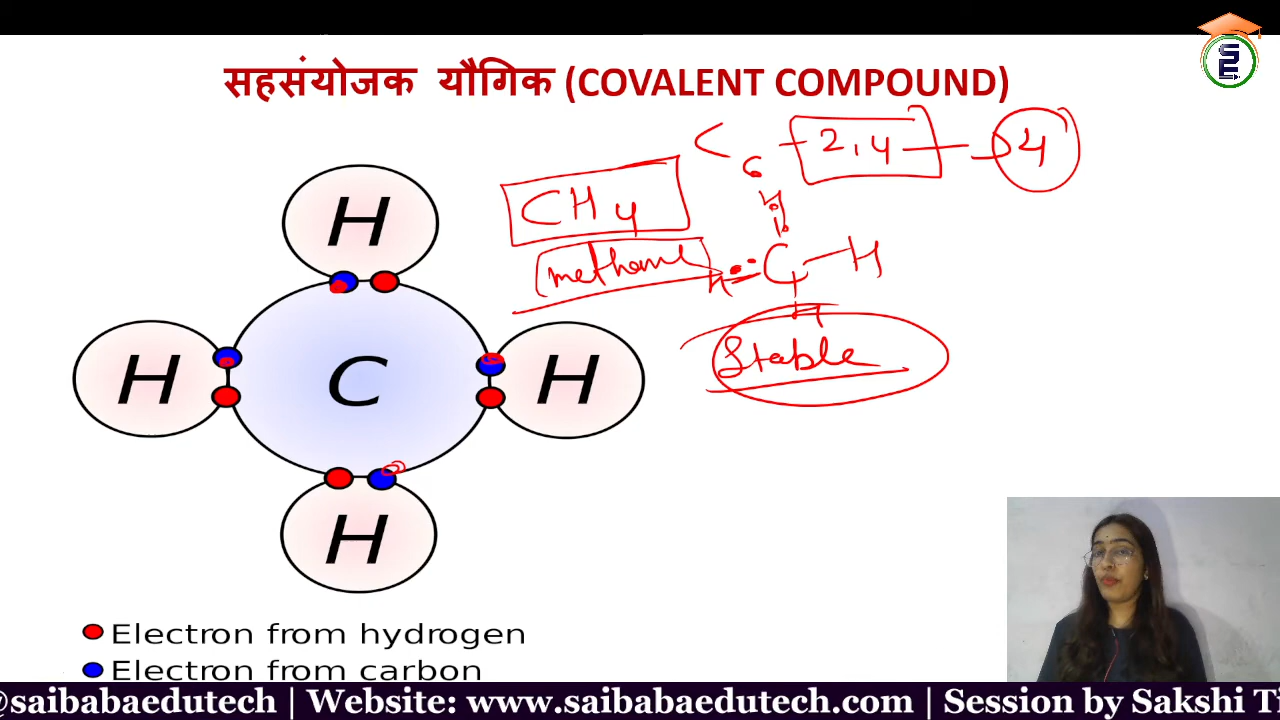 सहसंयोजक यौगिक (COVALENT COMPOUND)
C 6 - 2,4 → 4
CH4
methane
H
H C - H
H
Stable
H
H C H
H
Electron from hydrogen
Electron from carbon
@saibabaedutech | Website: www.saibabaedutech.com | Session by Sakshi Ti